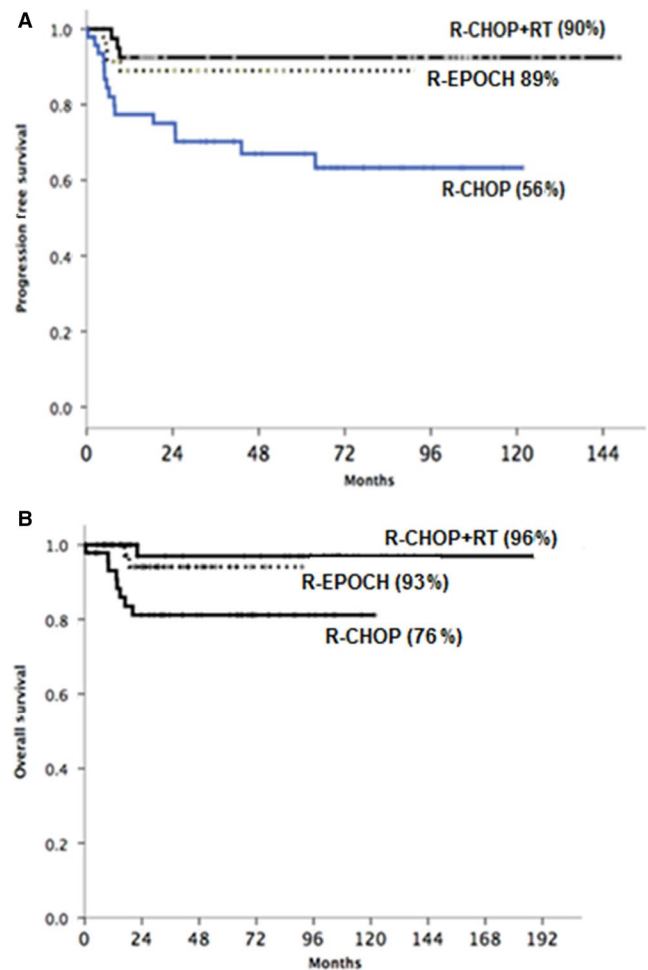 A
Progression free survival
1.0
0.8
0.6
0.4
0.2
0.0
R-CHOP+RT (90%)
R-EPOCH 89%
R-CHOP (56%)
0 24 48 72 96 120 144
Months
B
Overall survival
1.0
0.8
0.6
0.4
0.2
0.0
R-CHOP+RT (96%)
R-EPOCH (93%)
R-CHOP (76%)
0 24 48 72 96 120 144 168 192
Months